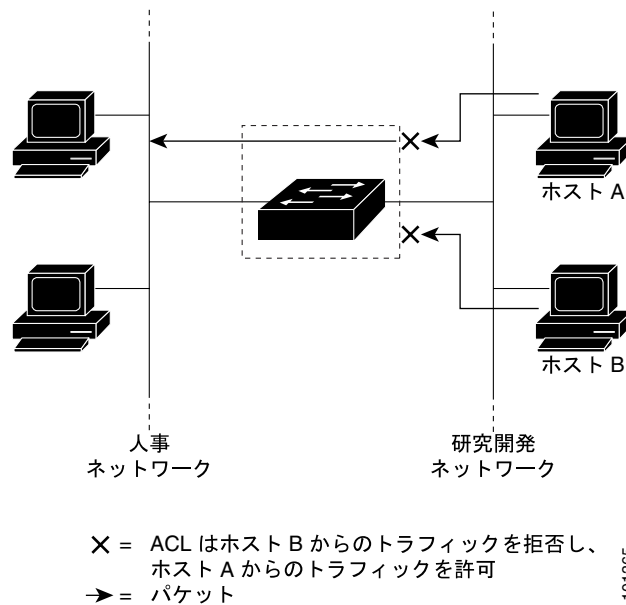 ホスト A
ホスト B
人事
ネットワーク
研究開発
ネットワーク
✕ = ACL はホスト B からのトラフィックを拒否し、
ホスト A からのトラフィックを許可
→ = パケット